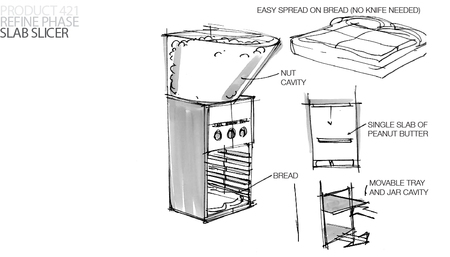 PRODUCT 421
REFINE PHASE
SLAB SLICER
EASY SPREAD ON BREAD (NO KNIFE NEEDED)
NUT
CAVITY
SINGLE SLAB OF
PEANUT BUTTER
BREAD
MOVABLE TRAY
AND JAR CAVITY